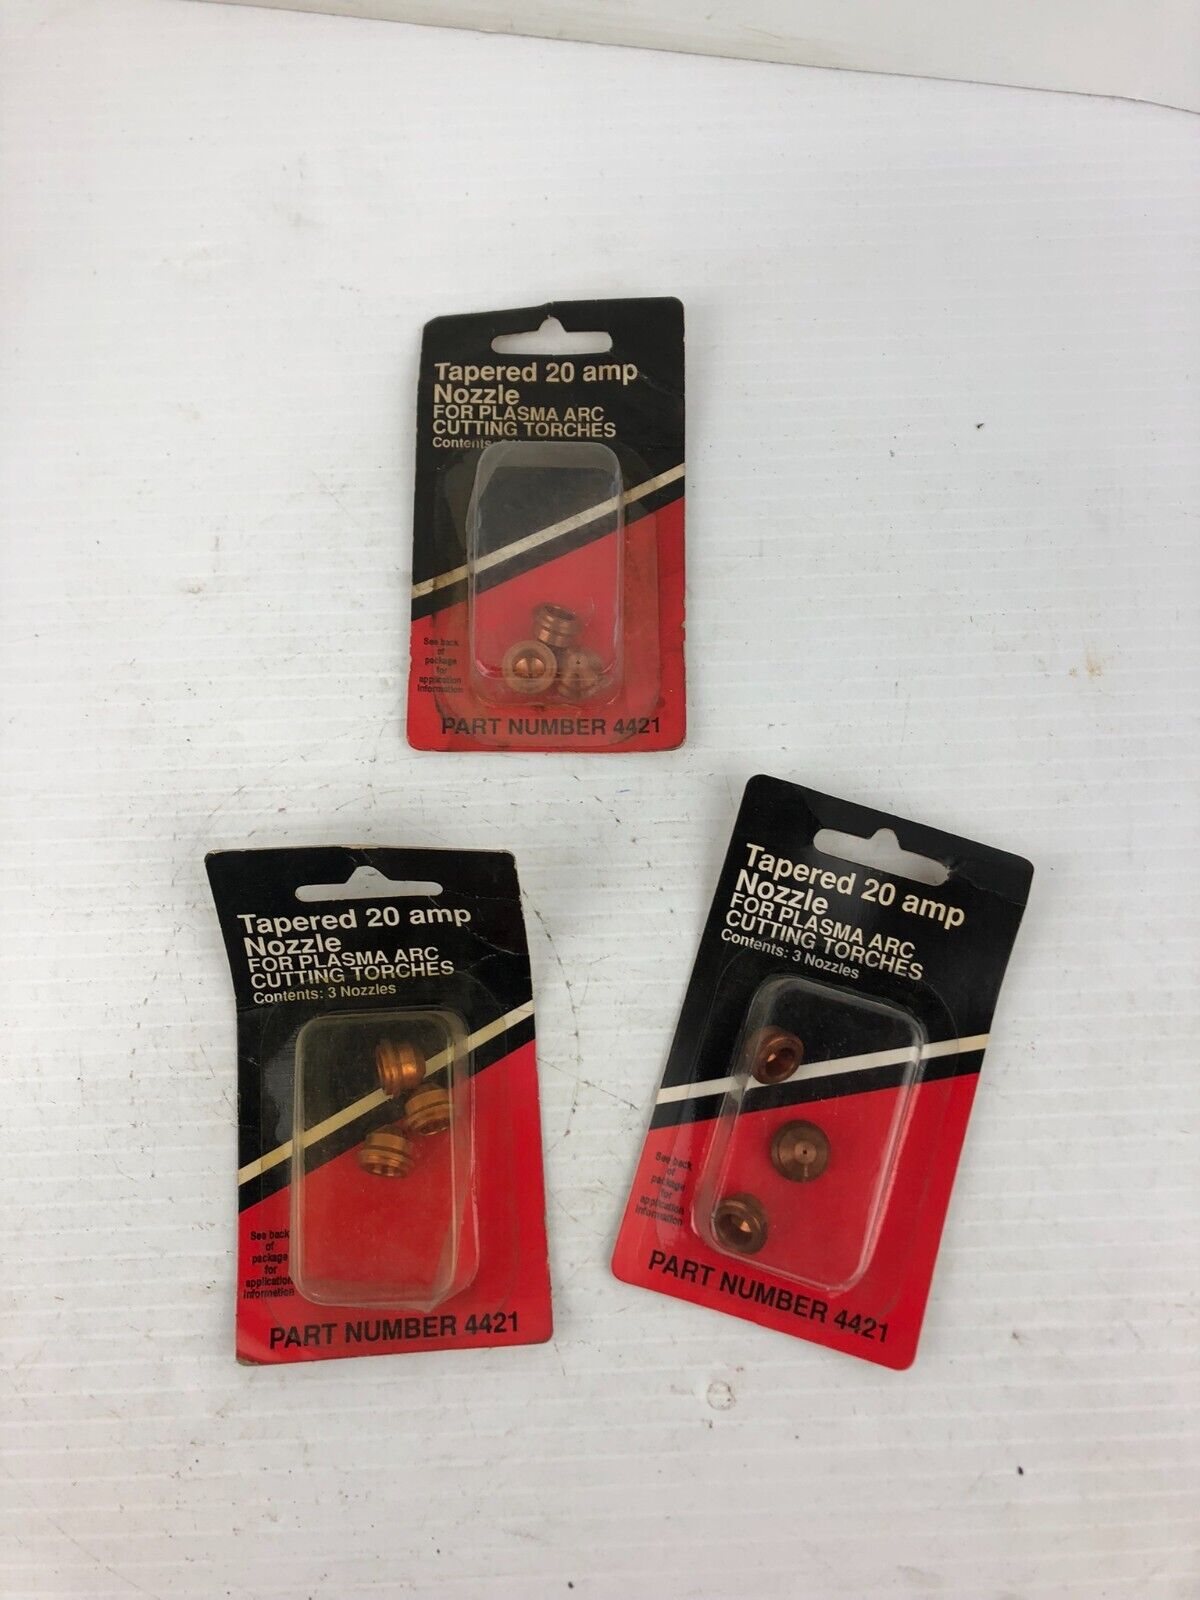 Tapered 20 amp
Nozzle
FOR PLASMA ARC
CUTTING TORCHES
Contents:
See back
of
package
for
application
information
PART NUMBER 4421
Tapered 20 amp
Nozzle
FOR PLASMA ARC
CUTTING TORCHES
Contents: 3 Nozzles
See back
of
package
for
application
information
PART NUMBER 4421
Tapered 20 amp
Nozzle
FOR PLASMA ARC
CUTTING TORCHES
Contents: 3 Nozzles
See back
of
package
for
application
information
PART NUMBER 4421